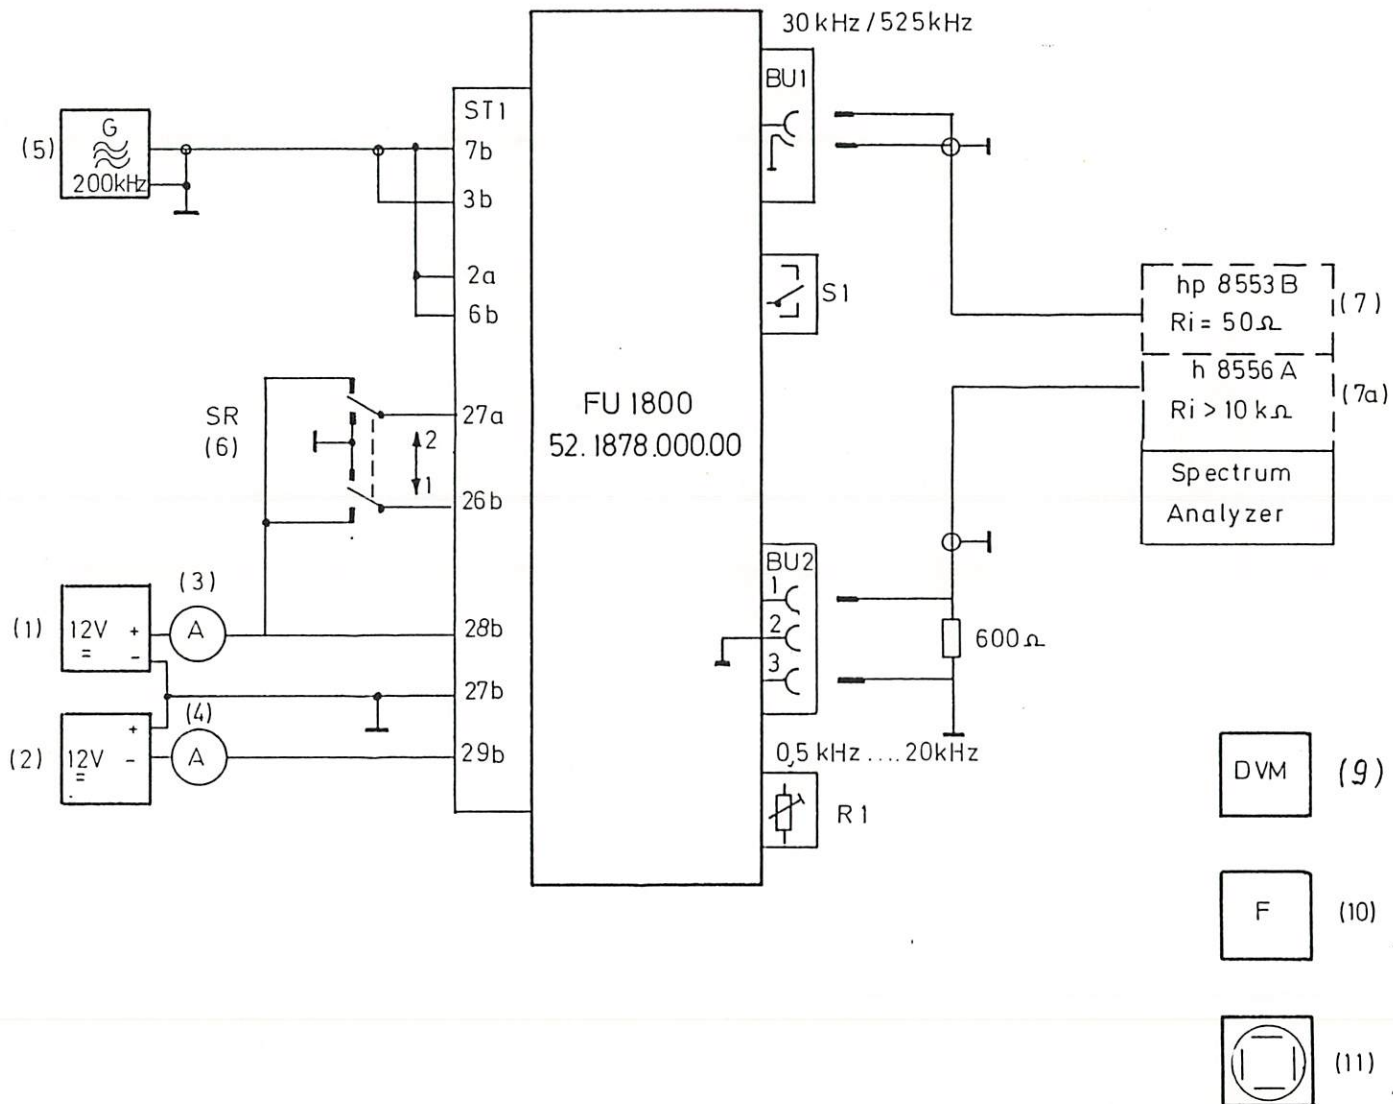 30 kHz / 525 kHz
BU1
ST1
G
200kHz
(5)
7b
3b
2a
6b
S1
hp 8553 B
Ri = 50Ω
(7)
h 8556 A
Ri > 10 kΩ
(7a)
Spectrum
Analyzer
FU 1800
52.1878.000.00
SR
(6)
27a
2
1
26b
BU2
1
2
3
600Ω
(3)
(1)
12V
=
+
-
A
28b
27b
(4)
(2)
12V
=
+
-
A
29b
0,5 kHz .... 20kHz
R1
DVM
(9)
F
(10)
(11)